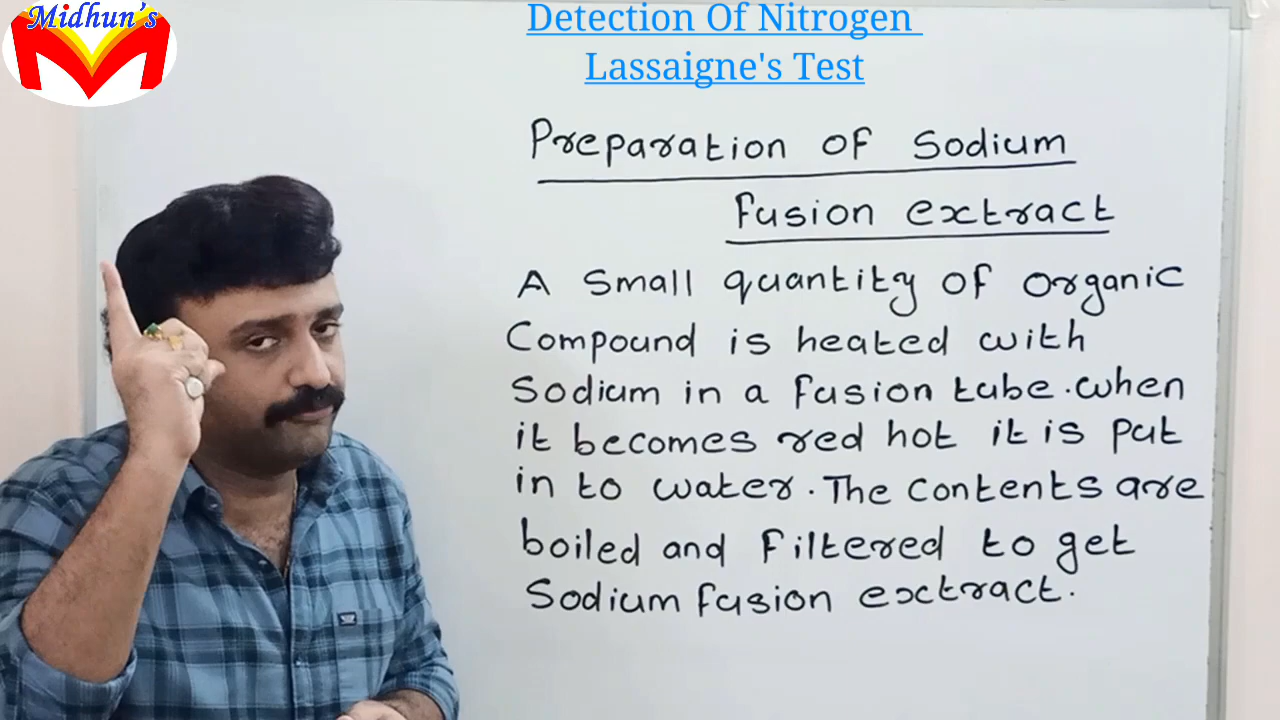 Midhun's
Detection Of Nitrogen
Lassaigne's Test
Preparation of Sodium
Fusion extract
A Small quantity of organic
Compound is heated with
Sodium in a fusion tube. when
it becomes red hot it is put
in to water. The contents are
boiled and filtered to get
Sodium fusion exctract.